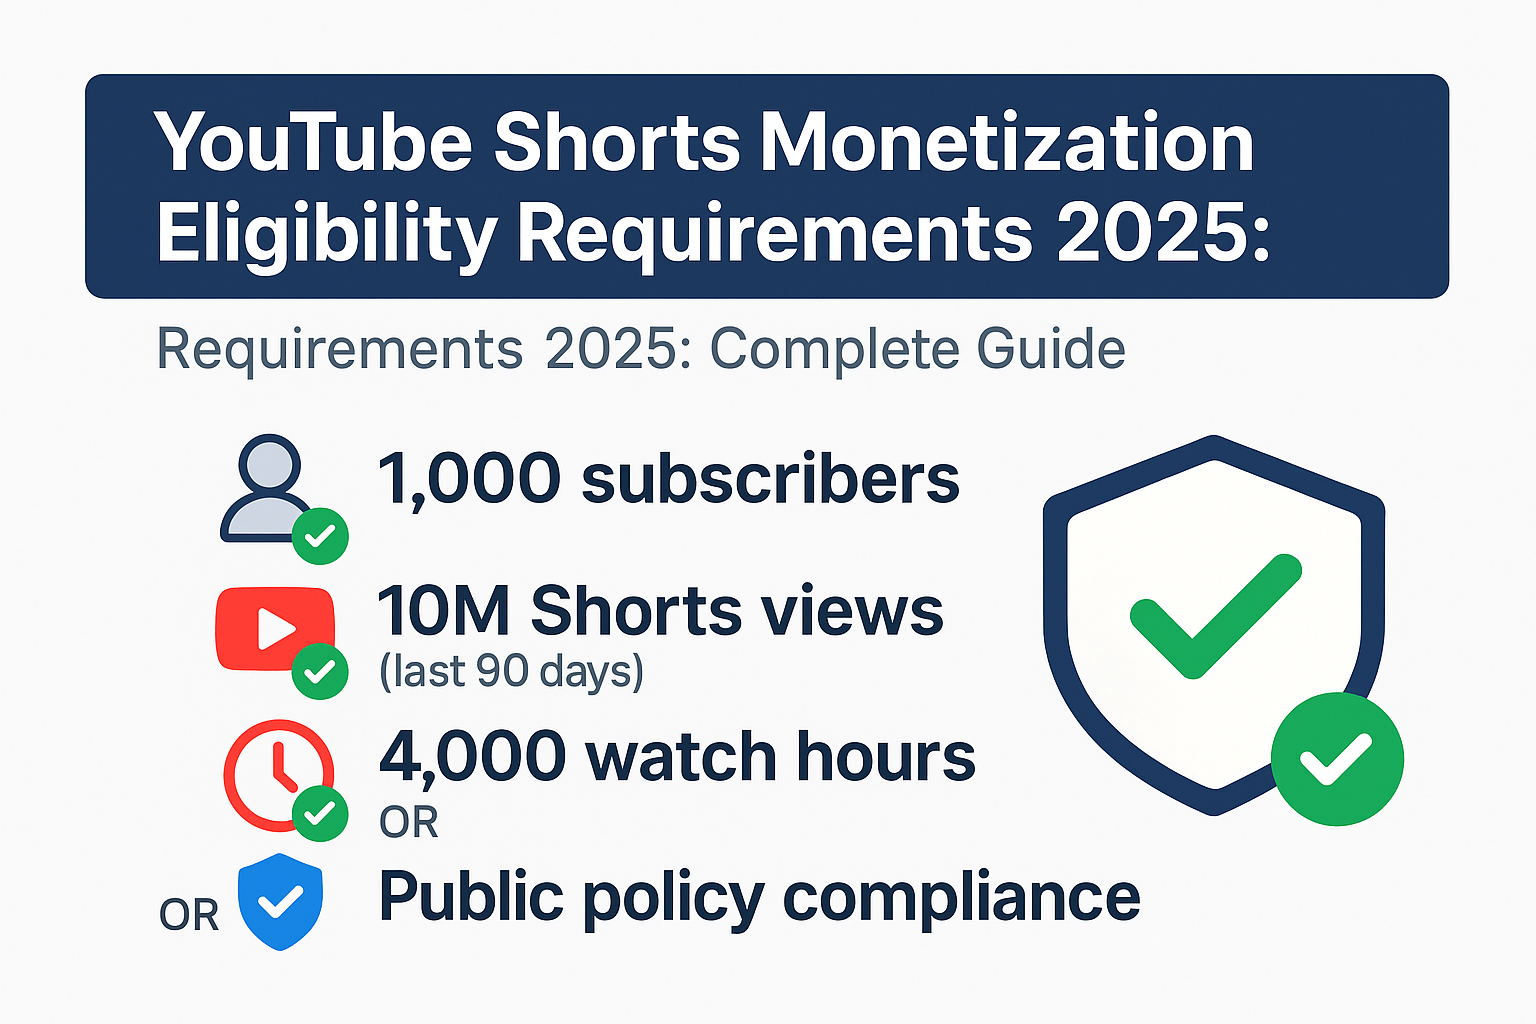 YouTube Shorts Monetization
Eligibility Requirements 2025:
Requirements 2025: Complete Guide
1,000 subscribers
10M Shorts views
(last 90 days)
4,000 watch hours
OR
OR Public policy compliance